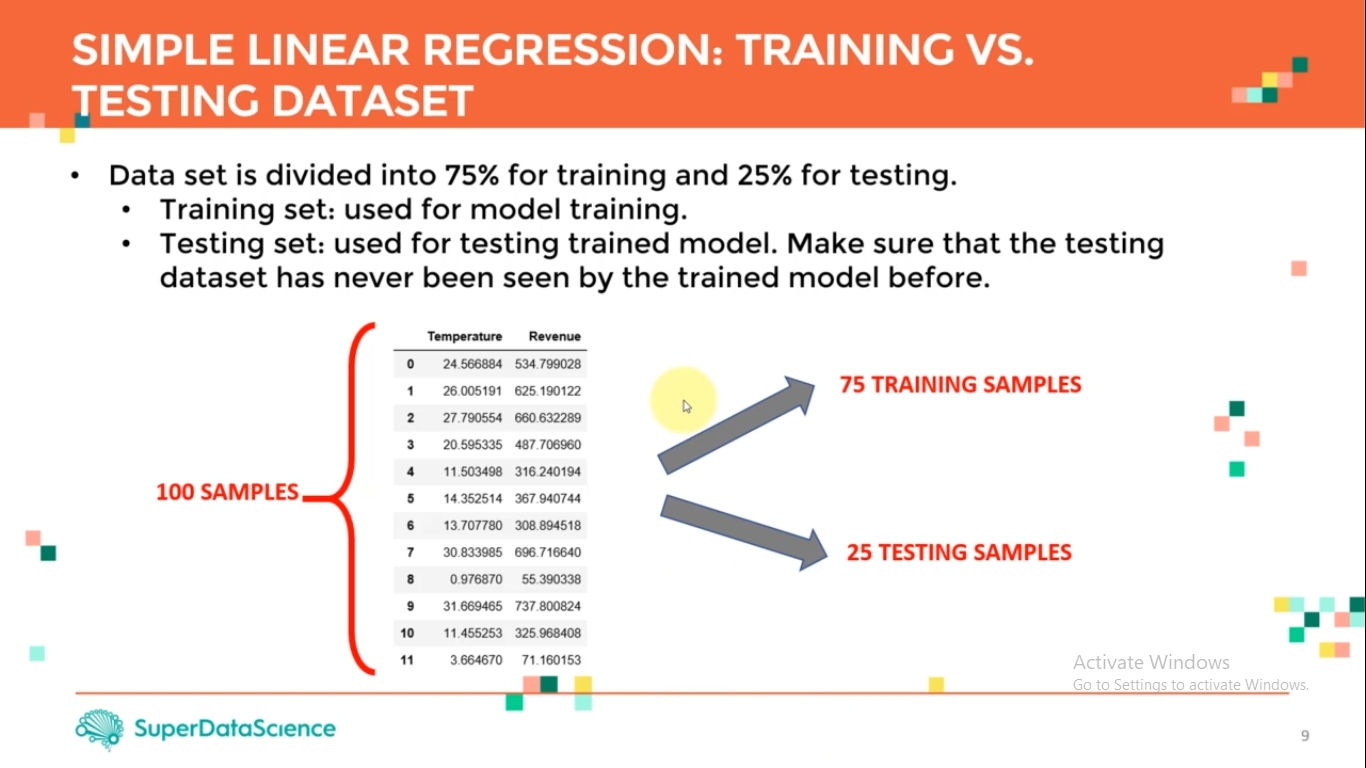 SIMPLE LINEAR REGRESSION: TRAINING VS.
TESTING DATASET
• Data set is divided into 75% for training and 25% for testing.
• Training set: used for model training.
• Testing set: used for testing trained model. Make sure that the testing
dataset has never been seen by the trained model before.
100 SAMPLES
Temperature Revenue
0 24.566884 534.799028
1 26.005191 625.190122
2 27.790554 660.632289
3 20.595335 487.706960
4 11.503498 316.240194
5 14.352514 367.940744
6 13.707780 308.894518
7 30.833985 696.716640
8 0.976870 55.390338
9 31.669465 737.800824
10 11.455253 325.968408
11 3.664670 71.160153
75 TRAINING SAMPLES
25 TESTING SAMPLES
Activate Windows
Go to Settings to activate Windows.
SuperDataScience
9